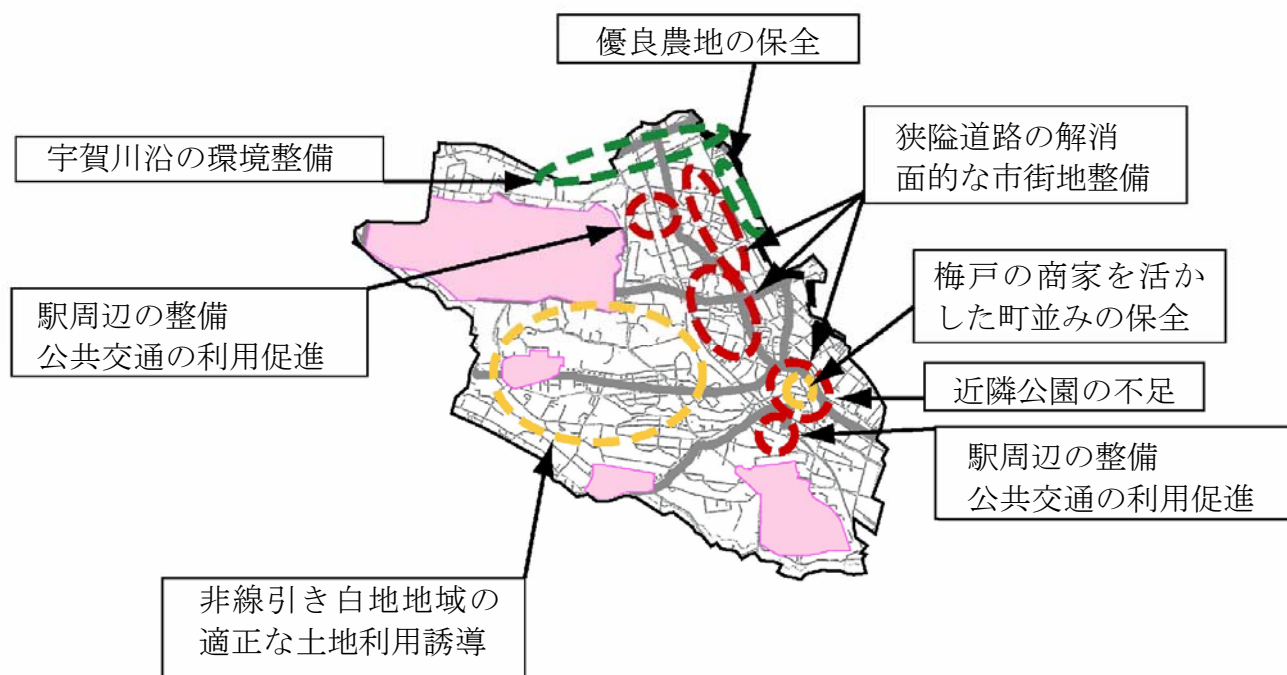 優良農地の保全
宇賀川沿の環境整備
狭隘道路の解消
面的な市街地整備
梅戸の商家を活か
した町並みの保全
駅周辺の整備
公共交通の利用促進
近隣公園の不足
駅周辺の整備
公共交通の利用促進
非線引き白地地域の
適正な土地利用誘導